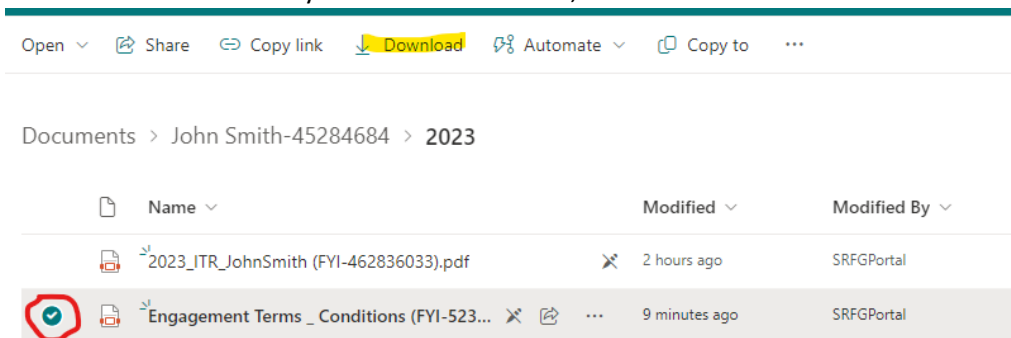 Open Share Copy link Download Automate Copy to ...
Documents > John Smith-45284684 > 2023
Name Modified Modified By
2023_ITR_JohnSmith (FYI-462836033).pdf 2 hours ago SRFGPortal
Engagement Terms _ Conditions (FYI-523... ... 9 minutes ago SRFGPortal